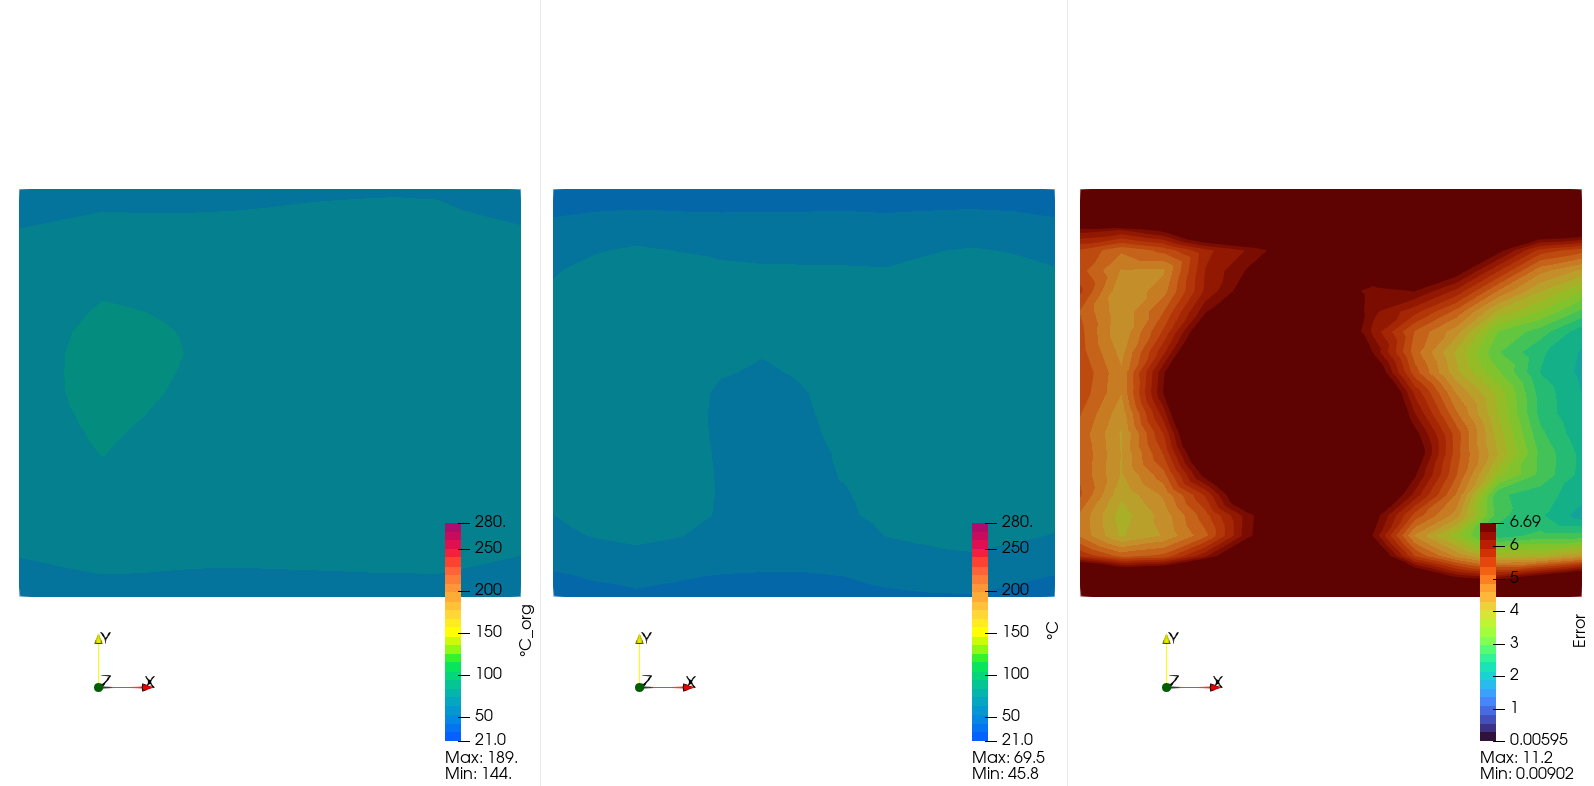 280.
250
200
150
100
50
21.0
°C_org
Max: 189.
Min: 144.
Y
Z
X
280.
250
200
150
100
50
21.0
°C
Max: 69.5
Min: 45.8
Y
Z
X
6.69
6
5
4
3
2
1
0.00595
Error
Max: 11.2
Min: 0.00902
Y
Z
X